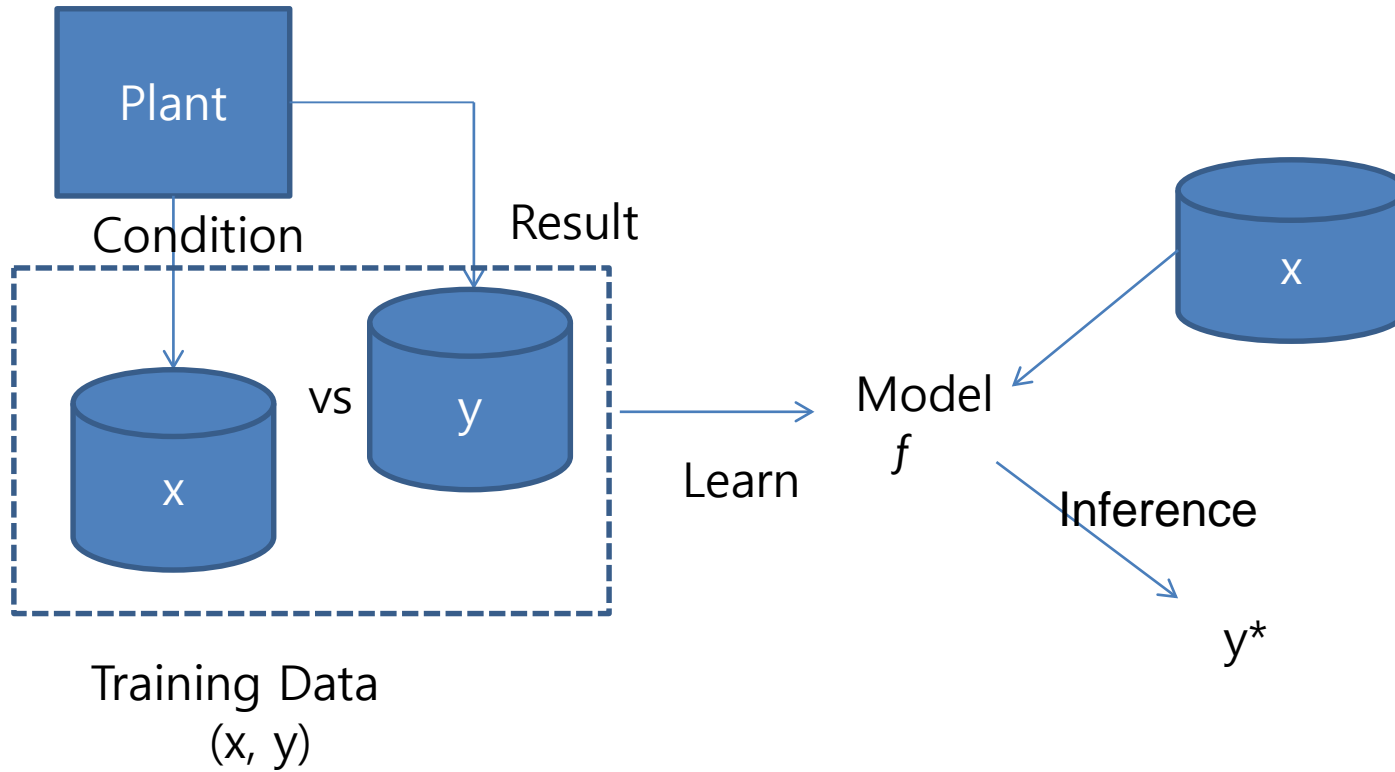 Plant
Condition
Result
x
vs
y
x
Learn
Model
f
Inference
y*
Training Data
(x, y)